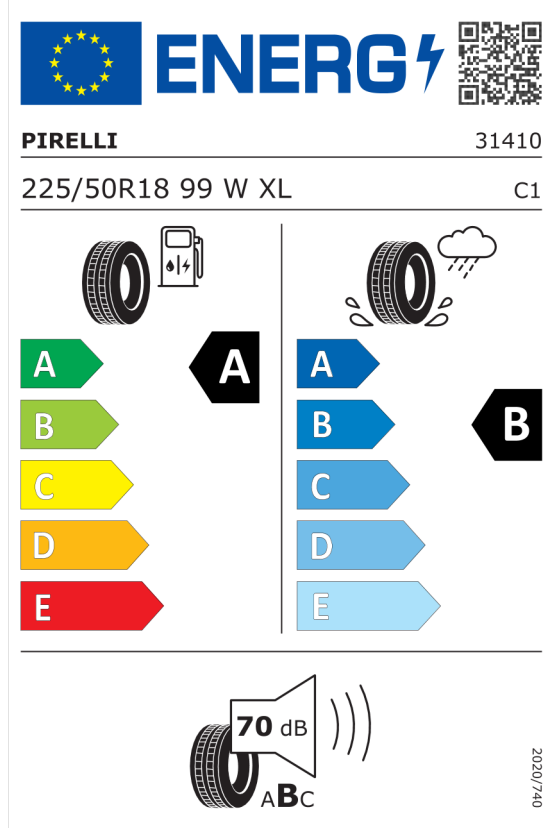 ENERG
PIRELLI 31410
225/50R18 99 W XL C1
A A A
B B B
C C
D D
E E
70 dB
ABC
2020/740